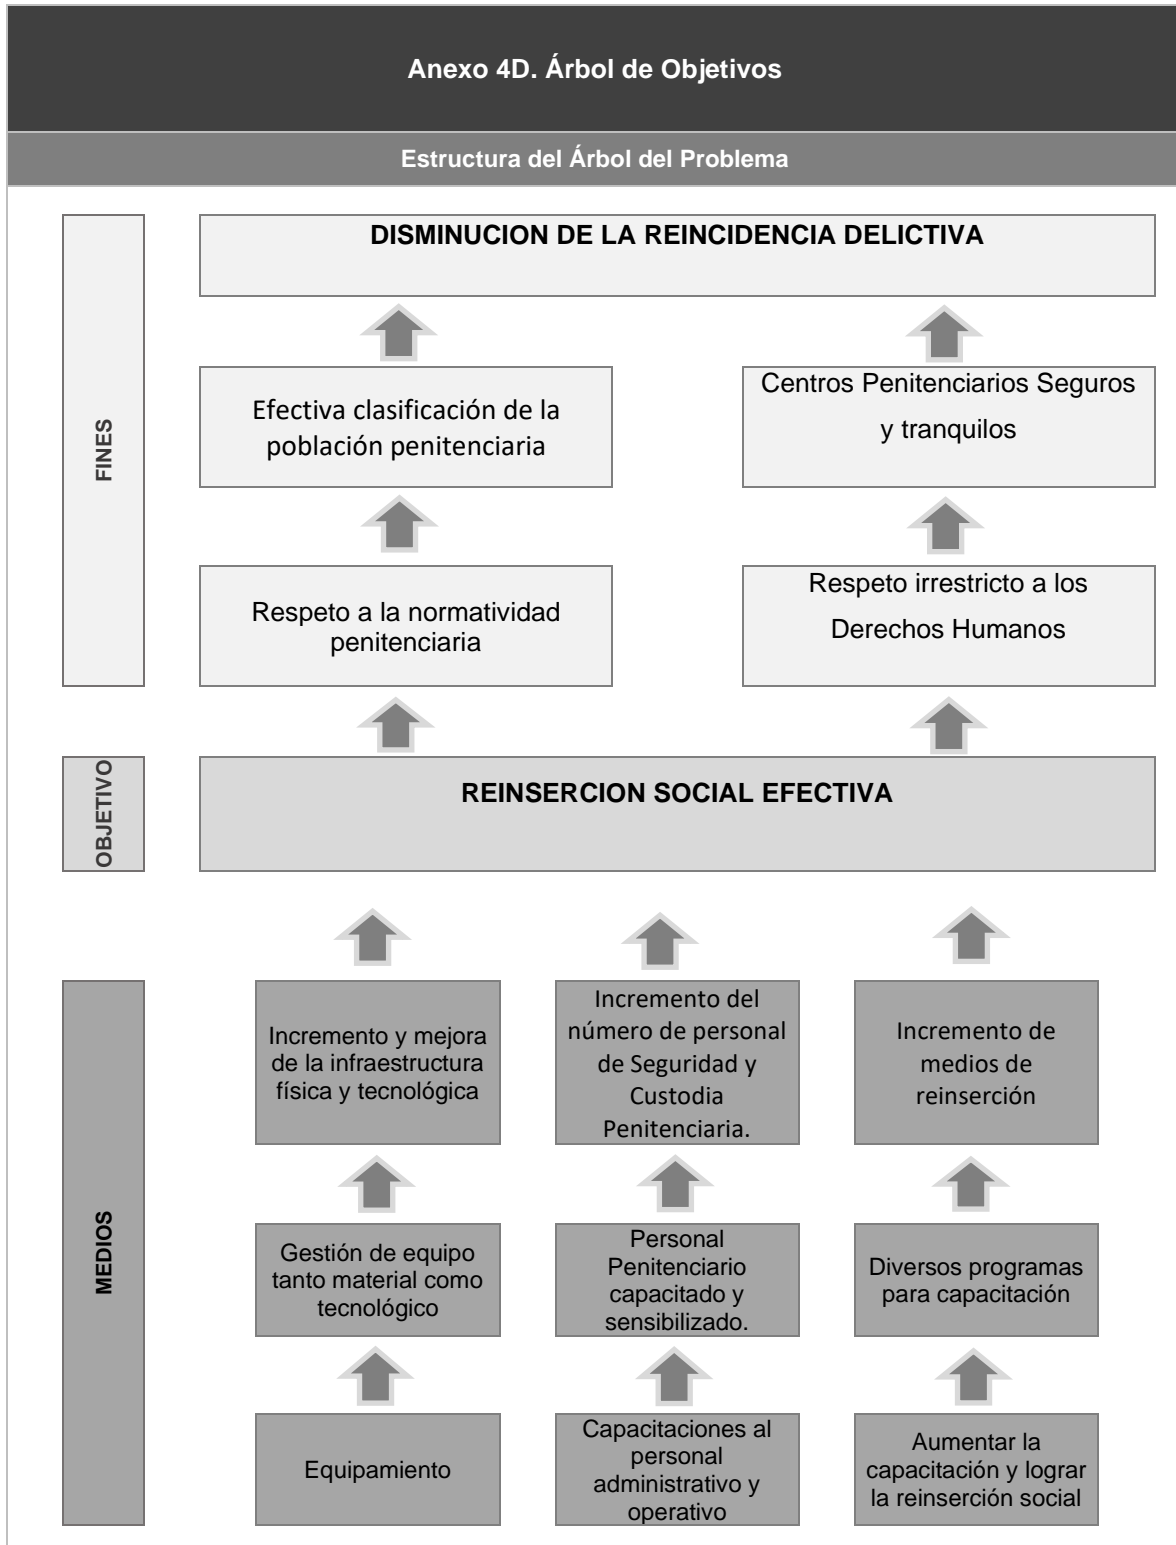 Anexo 4D. Árbol de Objetivos
Estructura del Árbol del Problema
FINES
DISMINUCION DE LA REINCIDENCIA DELICTIVA
Efectiva clasificación de la
población penitenciaria
Centros Penitenciarios Seguros
y tranquilos
Respeto a la normatividad
penitenciaria
Respeto irrestricto a los
Derechos Humanos
OBJETIVO
REINSERCION SOCIAL EFECTIVA
MEDIOS
Incremento y mejora
de la infraestructura
física y tecnológica
Incremento del
número de personal
de Seguridad y
Custodia
Penitenciaria.
Incremento de
medios de
reinserción
Gestión de equipo
tanto material como
tecnológico
Personal
Penitenciario
capacitado y
sensibilizado.
Diversos programas
para capacitación
Equipamiento
Capacitaciones al
personal
administrativo y
operativo
Aumentar la
capacitación y lograr
la reinserción social